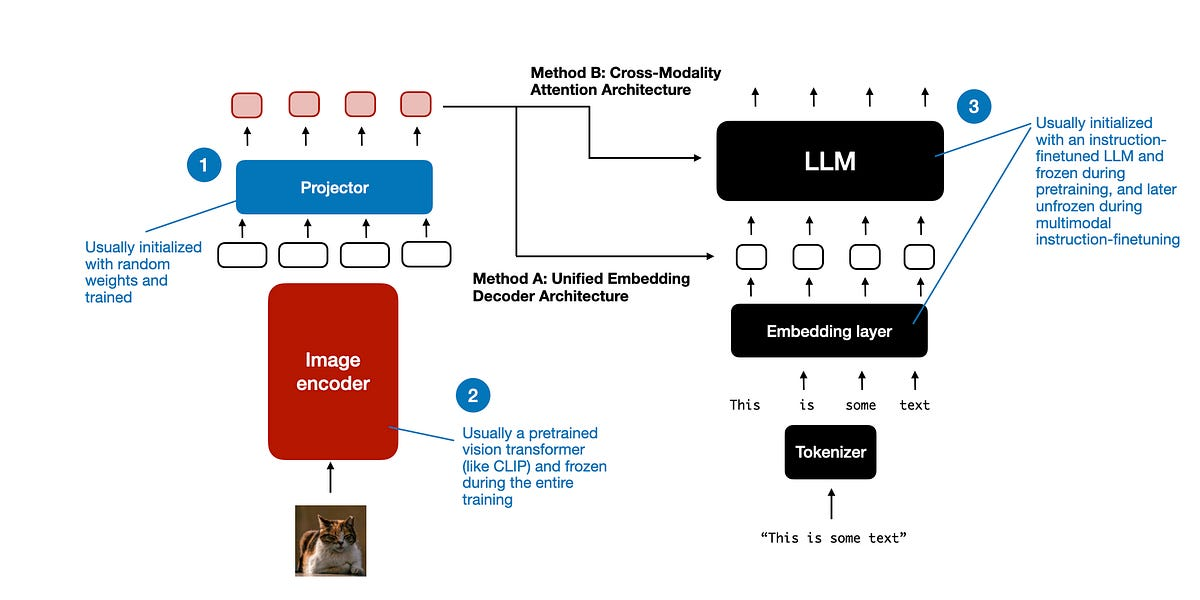 Method B: Cross-Modality
Attention Architecture
1
Projector
Usually initialized
with random
weights and
trained
Image
encoder
2
Usually a pretrained
vision transformer
(like CLIP) and frozen
during the entire
training
Method A: Unified Embedding
Decoder Architecture
LLM
3
Usually initialized
with an instruction-
finetuned LLM and
frozen during
pretraining, and later
unfrozen during
multimodal
instruction-finetuning
Embedding layer
This is some text
Tokenizer
“This is some text”